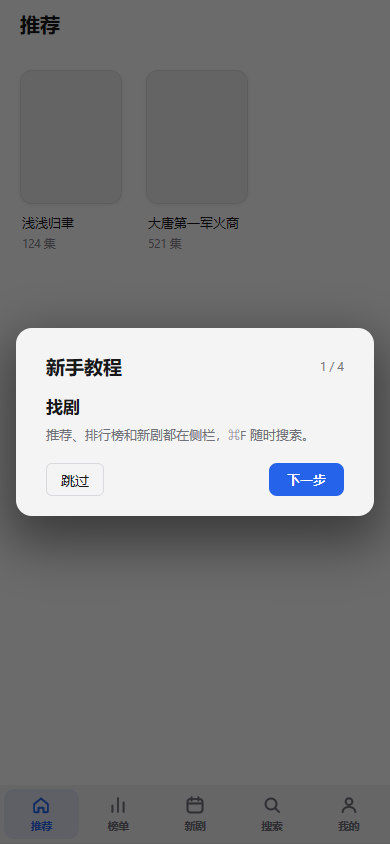 推荐
浅浅归聿
124 集
大唐第一军火商
521 集
新手教程
1 / 4
找剧
推荐、排行榜和新剧都在侧栏，⌘F 随时搜索。
跳过
下一步
推荐
榜单
新剧
搜索
我的